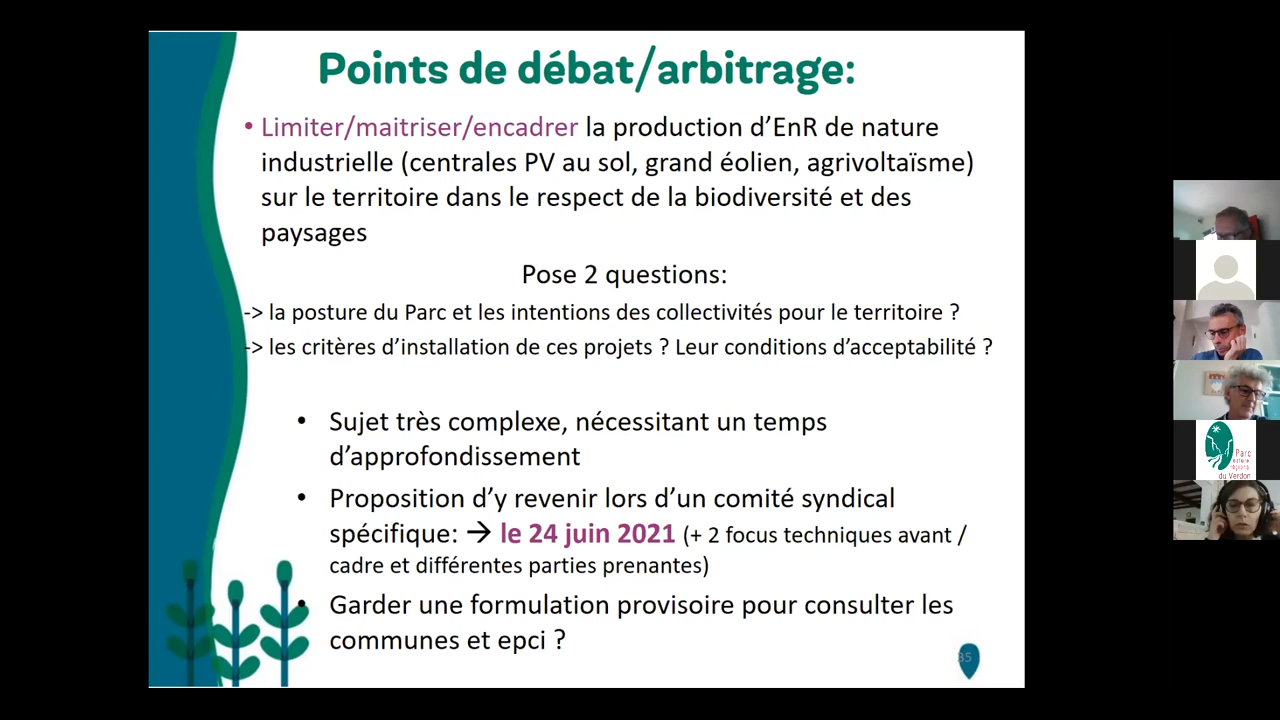 Points de débat/arbitrage:
• Limiter/maitriser/encadrer la production d’EnR de nature
industrielle (centrales PV au sol, grand éolien, agrivoltaïsme)
sur le territoire dans le respect de la biodiversité et des
paysages
Pose 2 questions:
-> la posture du Parc et les intentions des collectivités pour le territoire ?
-> les critères d’installation de ces projets ? Leur conditions d’acceptabilité ?
• Sujet très complexe, nécessitant un temps
d’approfondissement
• Proposition d’y revenir lors d’un comité syndical
spécifique: → le 24 juin 2021 (+ 2 focus techniques avant /
cadre et différentes parties prenantes)
• Garder une formulation provisoire pour consulter les
communes et epci ?
35
Parc
naturel
régional
du Verdon